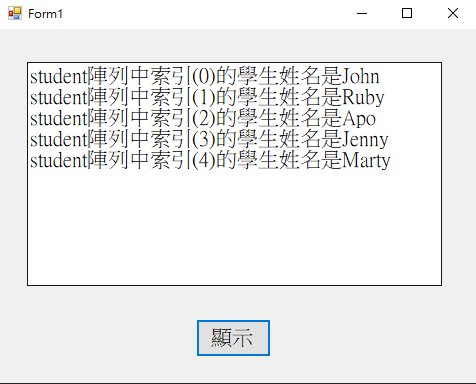 Form1
student陣列中索引(0)的學生姓名是John
student陣列中索引(1)的學生姓名是Ruby
student陣列中索引(2)的學生姓名是Apo
student陣列中索引(3)的學生姓名是Jenny
student陣列中索引(4)的學生姓名是Marty
顯示